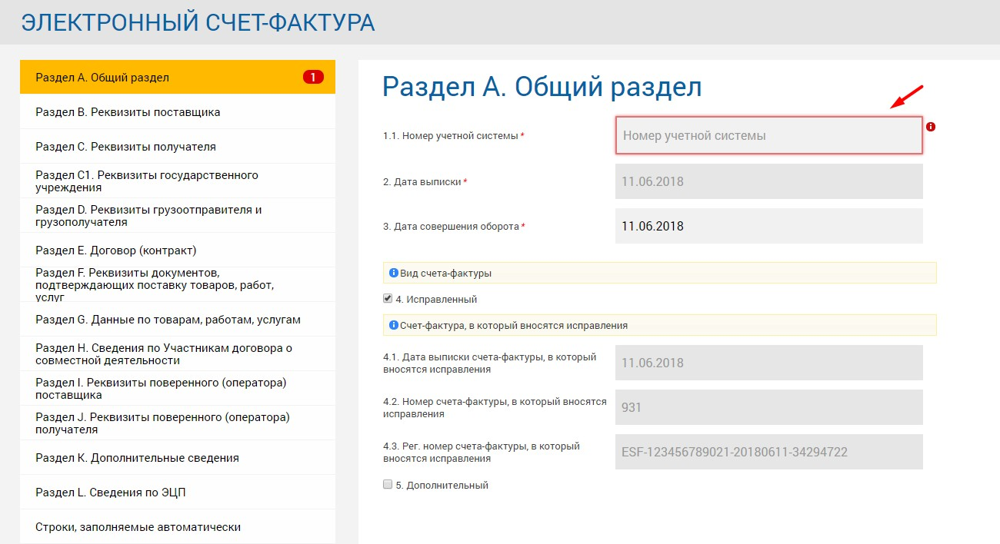 ЭЛЕКТРОННЫЙ СЧЕТ-ФАКТУРА
Раздел A. Общий раздел
1
Раздел B. Реквизиты поставщика
Раздел C. Реквизиты получателя
Раздел C1. Реквизиты государственного
учреждения
Раздел D. Реквизиты грузоотправителя и
грузополучателя
Раздел E. Договор (контракт)
Раздел F. Реквизиты документов,
подтверждающих поставку товаров, работ,
услуг
Раздел G. Данные по товарам, работам, услугам
Раздел H. Сведения по Участникам договора о
совместной деятельности
Раздел I. Реквизиты поверенного (оператора)
поставщика
Раздел J. Реквизиты поверенного (оператора)
получателя
Раздел K. Дополнительные сведения
Раздел L. Сведения по ЭЦП
Строки, заполняемые автоматически
Раздел A. Общий раздел
1.1. Номер учетной системы *
Номер учетной системы
2. Дата выписки *
11.06.2018
3. Дата совершения оборота *
11.06.2018
Вид счета-фактуры
4. Исправленный
Счет-фактура, в который вносятся исправления
4.1. Дата выписки счета-фактуры, в который
вносятся исправления
11.06.2018
4.2. Номер счета-фактуры, в который вносятся
исправления
931
4.3. Рег. номер счета-фактуры, в который
вносятся исправления
ESF-123456789021-20180611-34294722
5. Дополнительный